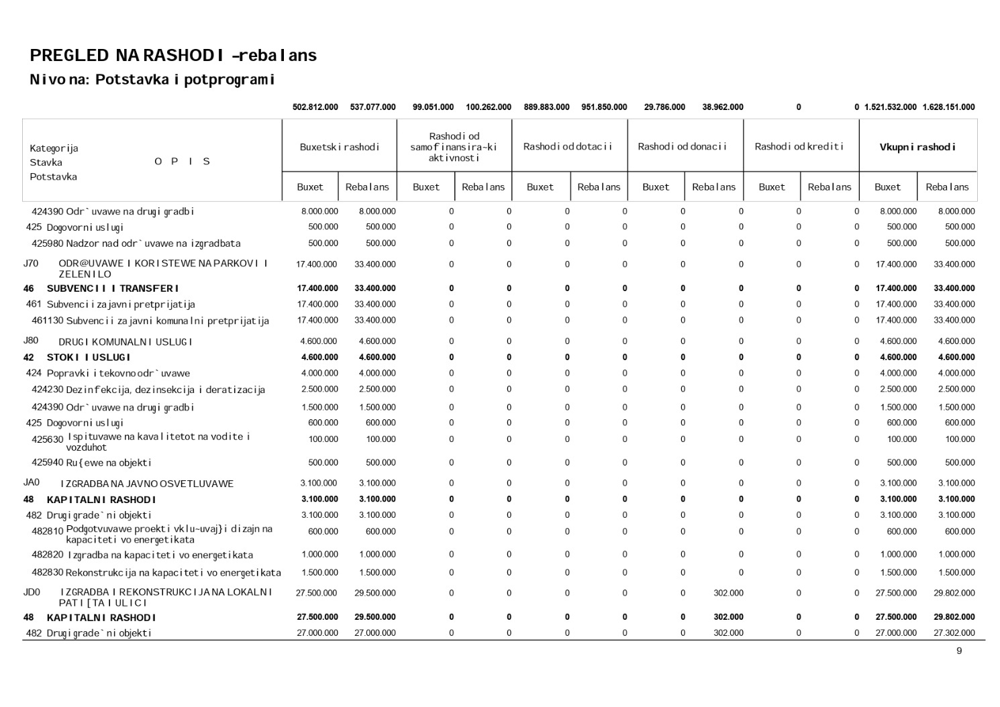 PREGLED NA RASHODI -rebalans
Nivo na: Potstavka i potprogrami
502.812.000 537.077.000 99.051.000 100.262.000 889.883.000 951.850.000 29.786.000 38.962.000 0 0 1.521.532.000 1.628.151.000
Kategorija
Stavka
Potstavka
O P I S
Buxetski rashodi
Rashodi od
samofinansira~ki
aktivnosti
Rashodi od dotacii
Rashodi od donacii
Rashodi od krediti
Vkupni rashodi
Buxet Rebalans Buxet Rebalans Buxet Rebalans Buxet Rebalans Buxet Rebalans Buxet Rebalans
424390 Odr`uvawe na drugi gradbi 8.000.000 8.000.000 0 0 0 0 0 0 0 0 8.000.000 8.000.000
425 Dogovorni uslugi 500.000 500.000 0 0 0 0 0 0 0 0 500.000 500.000
425980 Nadzor nad odr`uvawe na izgradbata 500.000 500.000 0 0 0 0 0 0 0 0 500.000 500.000
J70 ODR@UVAWE I KORISTEWE NA PARKOVI I
ZELENILO 17.400.000 33.400.000 0 0 0 0 0 0 0 0 17.400.000 33.400.000
46 SUBVENCII I TRANSFERI 17.400.000 33.400.000 0 0 0 0 0 0 0 0 17.400.000 33.400.000
461 Subvencii za javni pretprijatija 17.400.000 33.400.000 0 0 0 0 0 0 0 0 17.400.000 33.400.000
461130 Subvencii za javni komunalni pretprijatija 17.400.000 33.400.000 0 0 0 0 0 0 0 0 17.400.000 33.400.000
J80 DRUGI KOMUNALNI USLUGI 4.600.000 4.600.000 0 0 0 0 0 0 0 0 4.600.000 4.600.000
42 STOKI I USLUGI 4.600.000 4.600.000 0 0 0 0 0 0 0 0 4.600.000 4.600.000
424 Popravki i tekovno odr`uvawe 4.000.000 4.000.000 0 0 0 0 0 0 0 0 4.000.000 4.000.000
424230 Dezinfekcija, dezinsekcija i deratizacija 2.500.000 2.500.000 0 0 0 0 0 0 0 0 2.500.000 2.500.000
424390 Odr`uvawe na drugi gradbi 1.500.000 1.500.000 0 0 0 0 0 0 0 0 1.500.000 1.500.000
425 Dogovorni uslugi 600.000 600.000 0 0 0 0 0 0 0 0 600.000 600.000
425630 Ispituvawe na kavalitetot na vodite i
vozduhot 100.000 100.000 0 0 0 0 0 0 0 0 100.000 100.000
425940 Ru{ewe na objekti 500.000 500.000 0 0 0 0 0 0 0 0 500.000 500.000
JA0 IZGRADBA NA JAVNO OSVETLUVAWE 3.100.000 3.100.000 0 0 0 0 0 0 0 0 3.100.000 3.100.000
48 KAPITALNI RASHODI 3.100.000 3.100.000 0 0 0 0 0 0 0 0 3.100.000 3.100.000
482 Drugi grade`ni objekti 3.100.000 3.100.000 0 0 0 0 0 0 0 0 3.100.000 3.100.000
482810 Podgotvuvawe proekti vklu~uvaj}i dizajn na
kapaciteti vo energetikata 600.000 600.000 0 0 0 0 0 0 0 0 600.000 600.000
482820 Izgradba na kapaciteti vo energetikata 1.000.000 1.000.000 0 0 0 0 0 0 0 0 1.000.000 1.000.000
482830 Rekonstrukcija na kapaciteti vo energetikata 1.500.000 1.500.000 0 0 0 0 0 0 0 0 1.500.000 1.500.000
JD0 IZGRADBA I REKONSTRUKCIJA NA LOKALNI
PATI[TA I ULICI 27.500.000 29.500.000 0 0 0 0 0 302.000 0 0 27.500.000 29.802.000
48 KAPITALNI RASHODI 27.500.000 29.500.000 0 0 0 0 0 302.000 0 0 27.500.000 29.802.000
482 Drugi grade`ni objekti 27.000.000 27.000.000 0 0 0 0 0 302.000 0 0 27.000.000 27.302.000
9